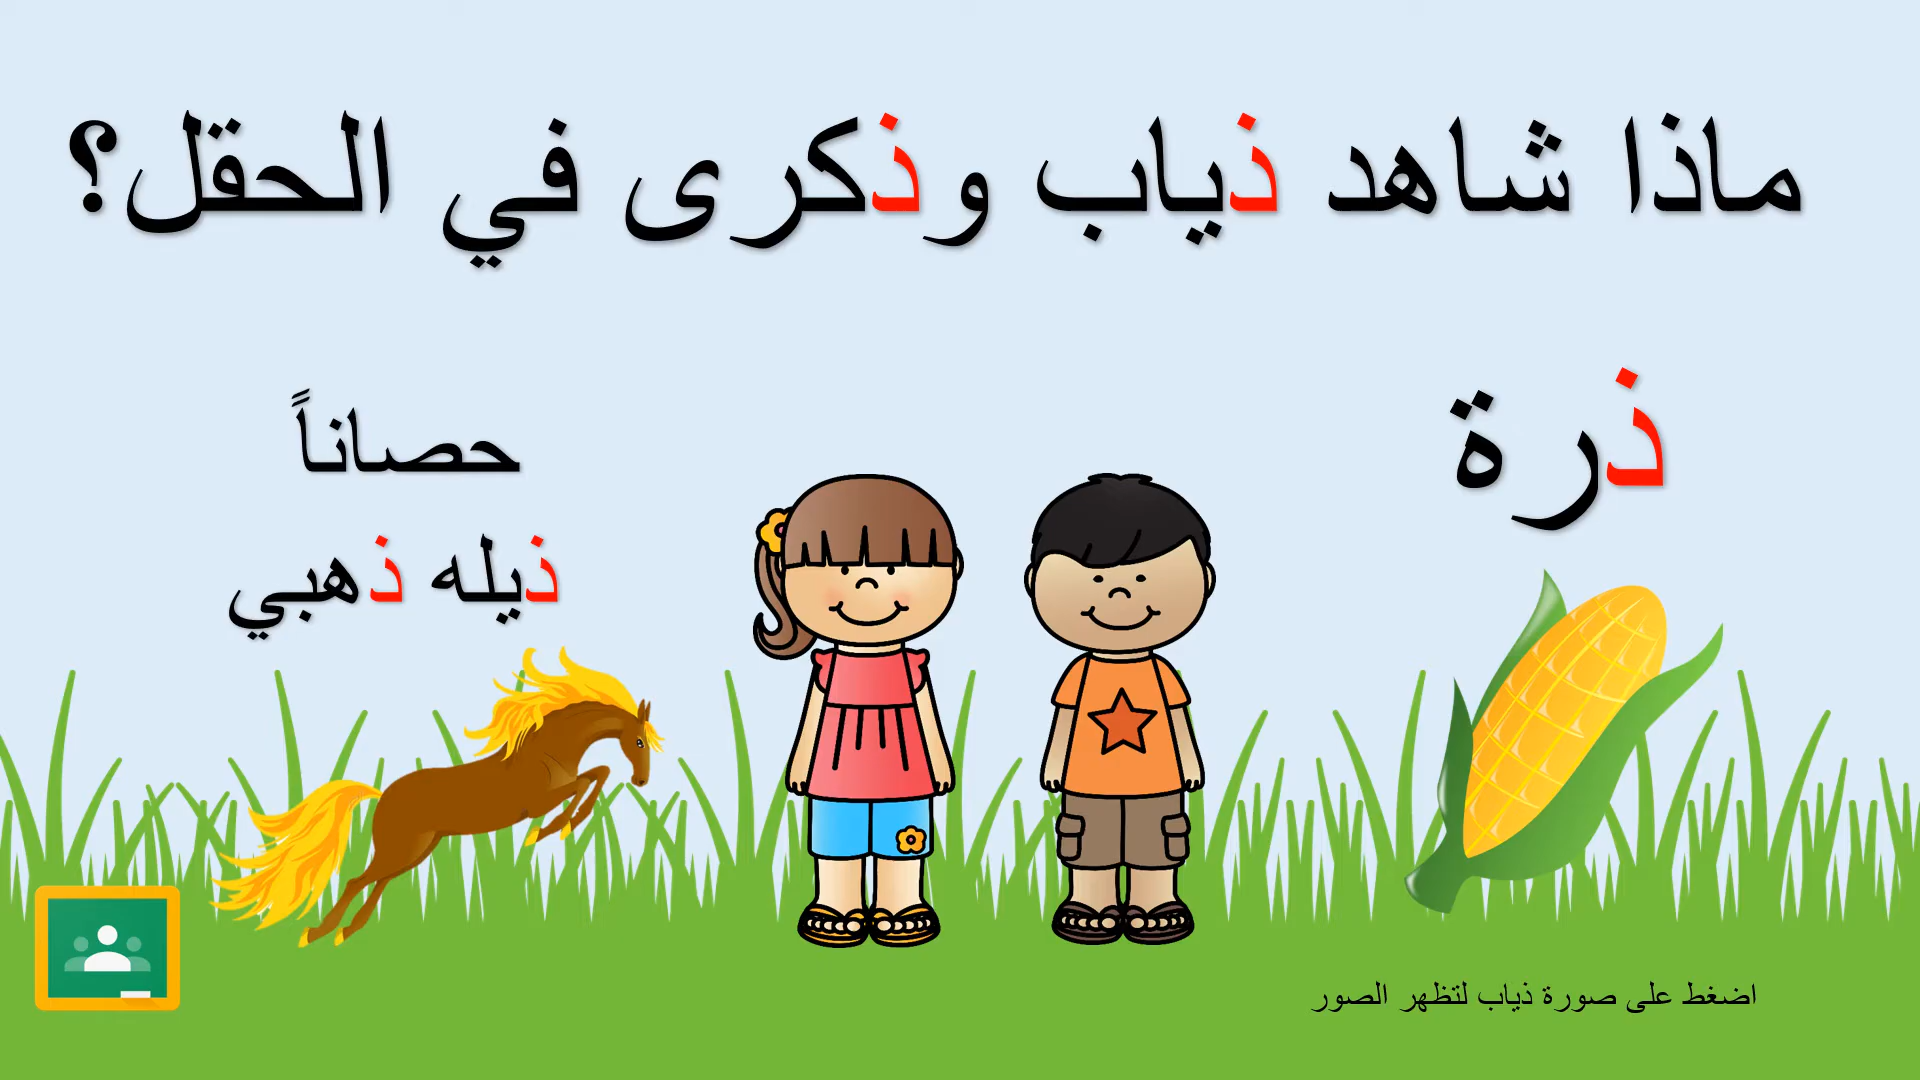 ماذا شاهد ذياب وذكرى في الحقل؟
ذرة
حصاناً
ذيله ذهبي
اضغط على صورة ذياب لتظهر الصور